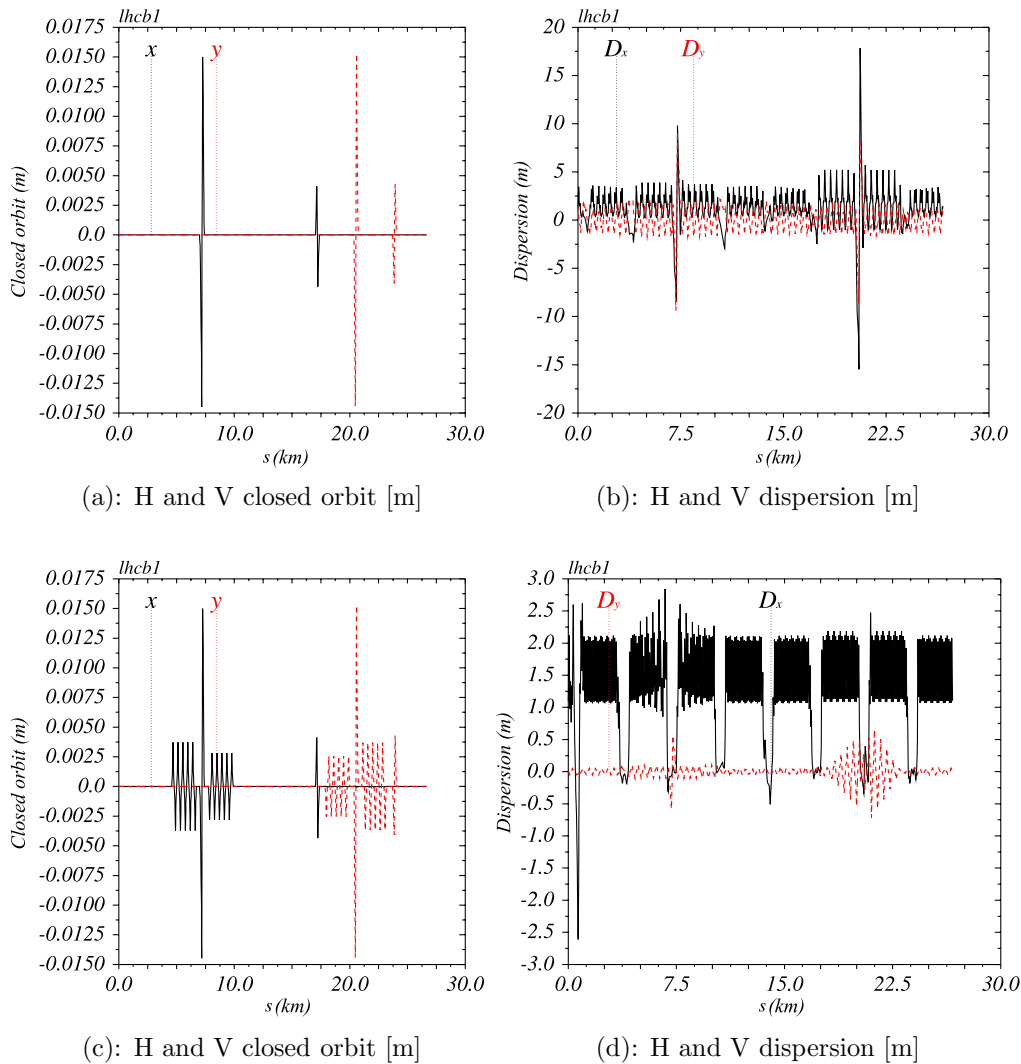 lhcb1
0.0175
0.0150
0.0125
0.0100
0.0075
0.0050
0.0025
0.0
-0.0025
-0.0050
-0.0075
-0.0100
-0.0125
-0.0150
Closed orbit (m)
x
y
0.0
10.0
20.0
30.0
s (km)
(a): H and V closed orbit [m]
lhcb1
20
15
10
5
0
-5
-10
-15
-20
Dispersion (m)
Dx
Dy
0.0
7.5
15.0
22.5
30.0
s (km)
(b): H and V dispersion [m]
lhcb1
0.0175
0.0150
0.0125
0.0100
0.0075
0.0050
0.0025
0.0
-0.0025
-0.0050
-0.0075
-0.0100
-0.0125
-0.0150
Closed orbit (m)
x
y
0.0
10.0
20.0
30.0
s (km)
(c): H and V closed orbit [m]
lhcb1
3.0
2.5
2.0
1.5
1.0
0.5
0.0
-0.5
-1.0
-1.5
-2.0
-2.5
-3.0
Dispersion (m)
Dy
Dx
0.0
7.5
15.0
22.5
30.0
s (km)
(d): H and V dispersion [m]